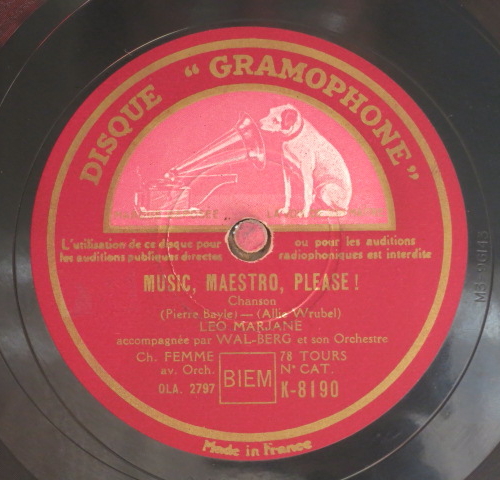 DISQUE "GRAMOPHONE"
L'utilisation de ce disque pour
les auditions publiques directes
ou pour les auditions
radiophoniques est interdite
MUSIC, MAESTRO, PLEASE !
Chanson
(Pierre Bayle) — (Allie Wrubel)
LEO MARJANE
accompagnée par WAL-BERG et son Orchestre
Ch. FEMME
av. Orch.
OLA. 2797
BIEM
78 TOURS
N° CAT.
K-8190
Made in France